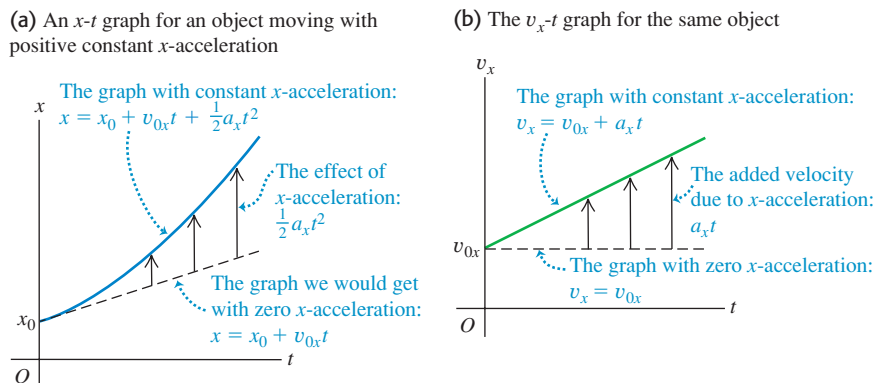 (a) An x-t graph for an object moving with
positive constant x-acceleration
x
The graph with constant x-acceleration:
x = x₀ + v₀ₓt + ½aₓt²
The effect of
x-acceleration:
½aₓt²
The graph we would get
with zero x-acceleration:
x = x₀ + v₀ₓt
x₀
t
O
(b) The vₓ-t graph for the same object
vₓ
The graph with constant x-acceleration:
vₓ = v₀ₓ + aₓt
The added velocity
due to x-acceleration:
aₓt
v₀ₓ
The graph with zero x-acceleration:
vₓ = v₀ₓ
t
O